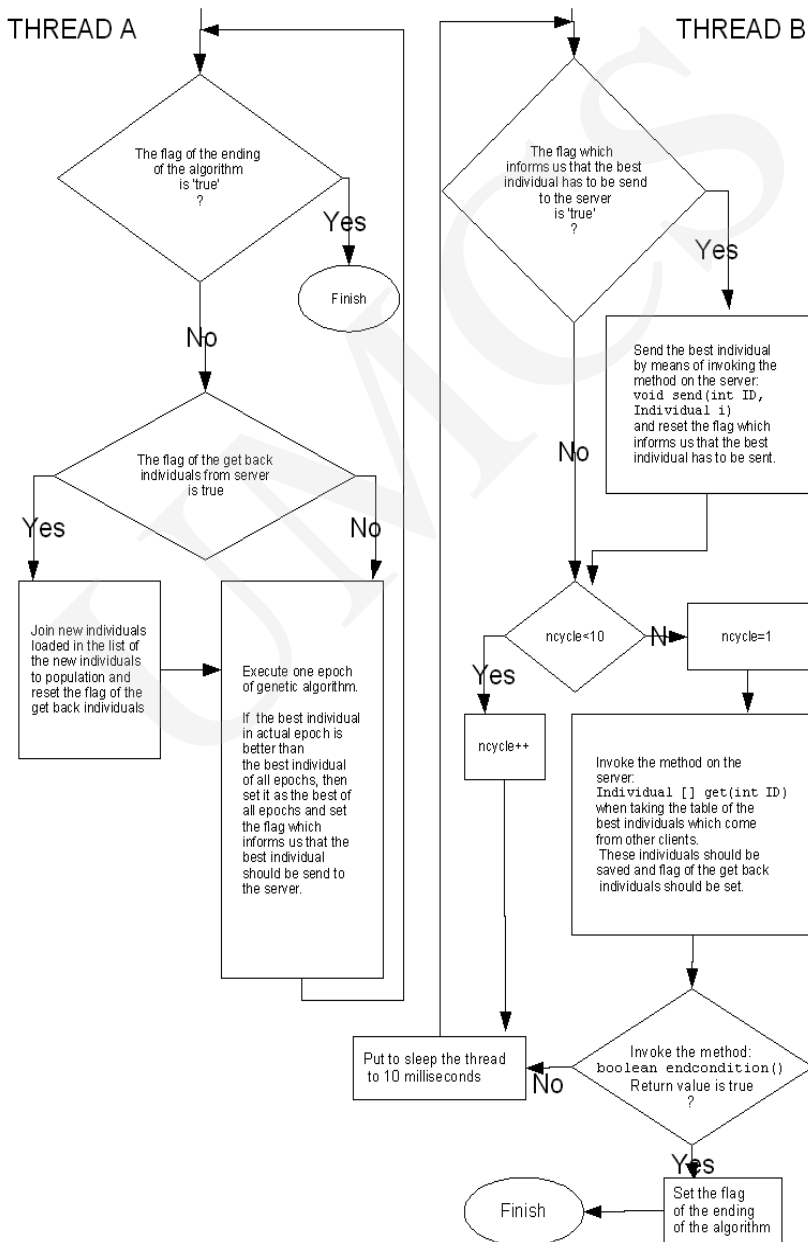 THREAD A
The flag of the ending
of the algorithm
is 'true'
?
Yes
Finish
No
The flag of the get back
individuals from server
is true
Yes
No
Join new individuals
loaded in the list of
the new individuals
to population and
reset the flag of the
get back individuals
Execute one epoch
of genetic algorithm.
If the best individual
in actual epoch is
better than
the best individual
of all epochs, then
set it as the best of
all epochs and set
the flag which
informs us that the
best individual
should be send to
the server.
THREAD B
The flag which
informs us that the best
individual has to be send
to the server
is 'true'
?
Yes
Send the best individual
by means of invoking the
method on the server:
void send(int ID,
Individual i)
and reset the flag which
informs us that the best
individual has to be sent.
No
ncycle<10
N
ncycle=1
Yes
ncycle++
Invoke the method on the
server:
Individual [] get(int ID)
when taking the table of the
best individuals which come
from other clients.
These individuals should be
saved and flag of the get back
individuals should be set.
Invoke the method:
boolean endcondition()
Return value is true
?
No
Put to sleep the thread
to 10 milliseconds
Yes
Set the flag
of the ending
of the algorithm
Finish
UMCS